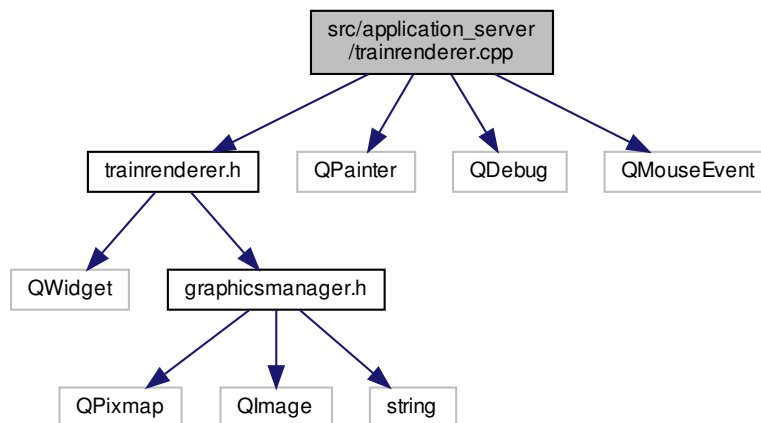 src/application_server
/trainrenderer.cpp
trainrenderer.h
QPainter
QDebug
QMouseEvent
QWidget
graphicsmanager.h
QPixmap
QImage
string